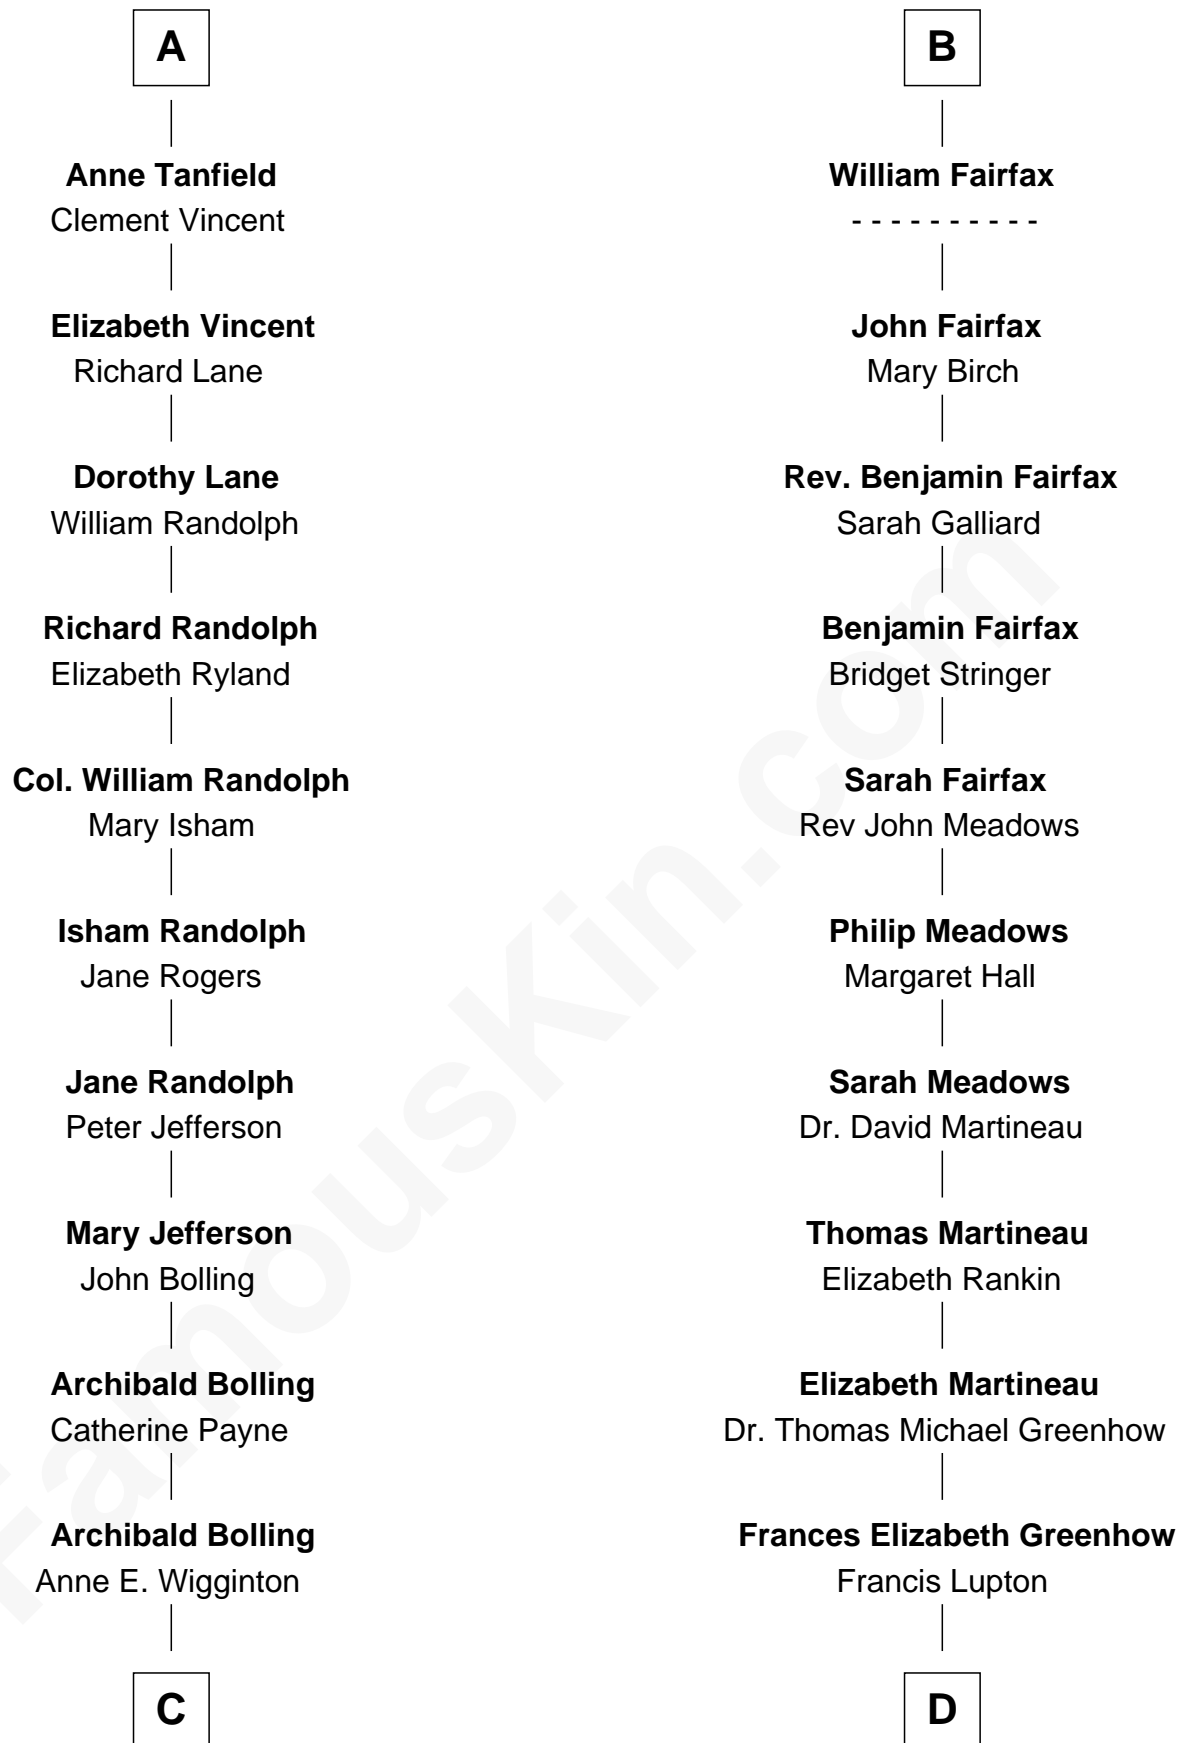 A
Anne Tanfield
Clement Vincent
Elizabeth Vincent
Richard Lane
Dorothy Lane
William Randolph
Richard Randolph
Elizabeth Ryland
Col. William Randolph
Mary Isham
Isham Randolph
Jane Rogers
Jane Randolph
Peter Jefferson
Mary Jefferson
John Bolling
Archibald Bolling
Catherine Payne
Archibald Bolling
Anne E. Wigginton
C
B
William Fairfax
- - - - - - - - - -
John Fairfax
Mary Birch
Rev. Benjamin Fairfax
Sarah Galliard
Benjamin Fairfax
Bridget Stringer
Sarah Fairfax
Rev John Meadows
Philip Meadows
Margaret Hall
Sarah Meadows
Dr. David Martineau
Thomas Martineau
Elizabeth Rankin
Elizabeth Martineau
Dr. Thomas Michael Greenhow
Frances Elizabeth Greenhow
Francis Lupton
D
FamousKin.com